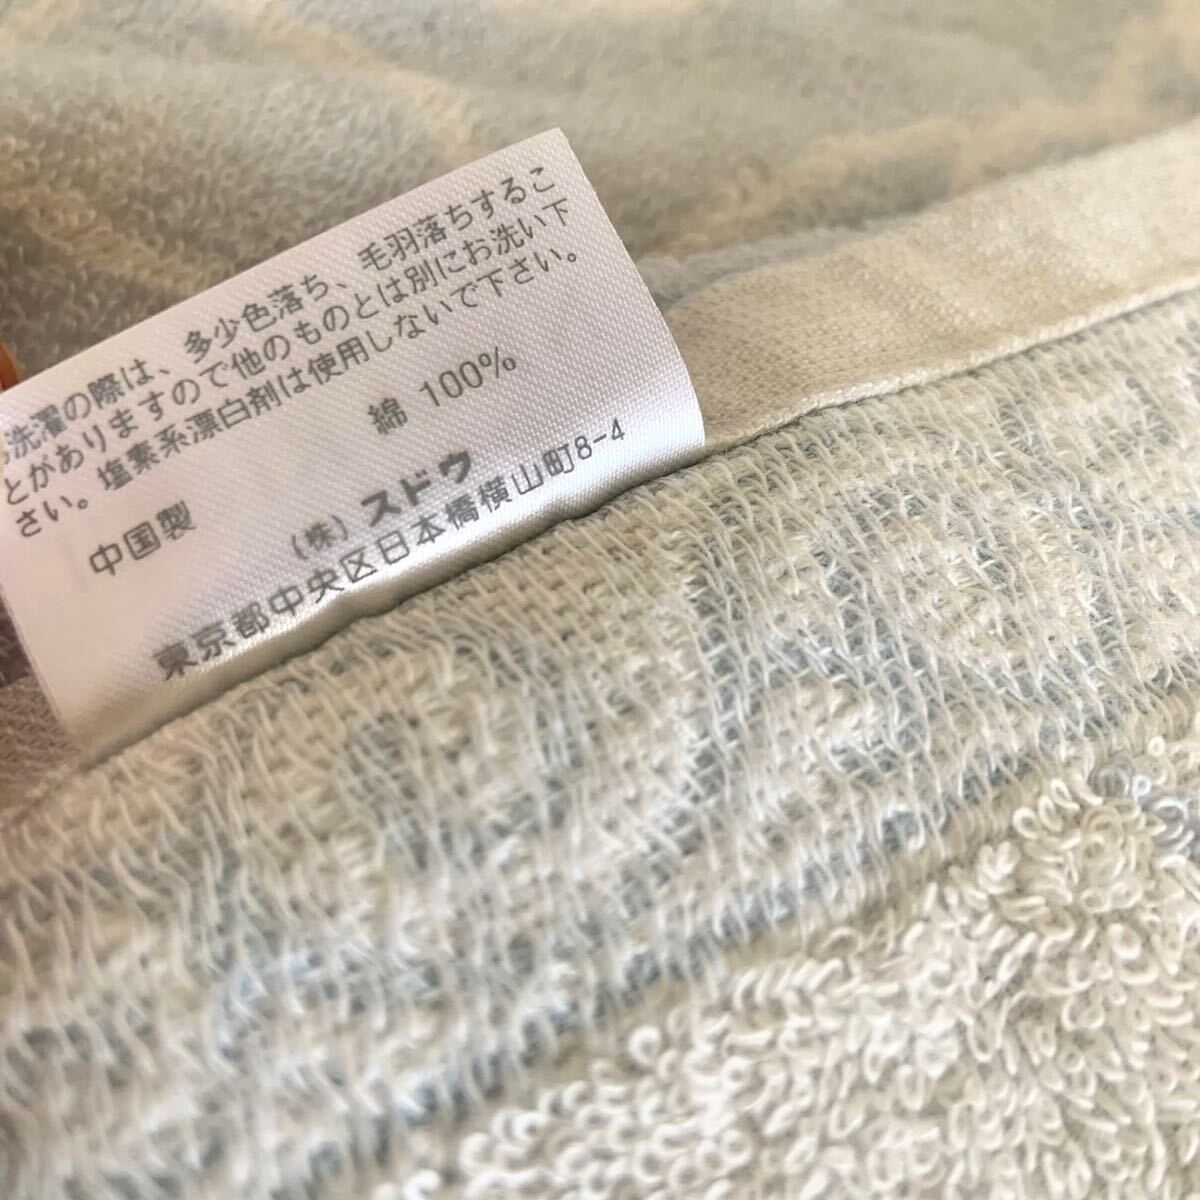 洗濯の際は、多少色落ち、毛羽落ちするこ
とがありますので他のものとは別にお洗い下
さい。塩素系漂白剤は使用しないで下さい。
綿 100%
中国製
(株) スドウ
東京都中央区日本橋横山町8-4